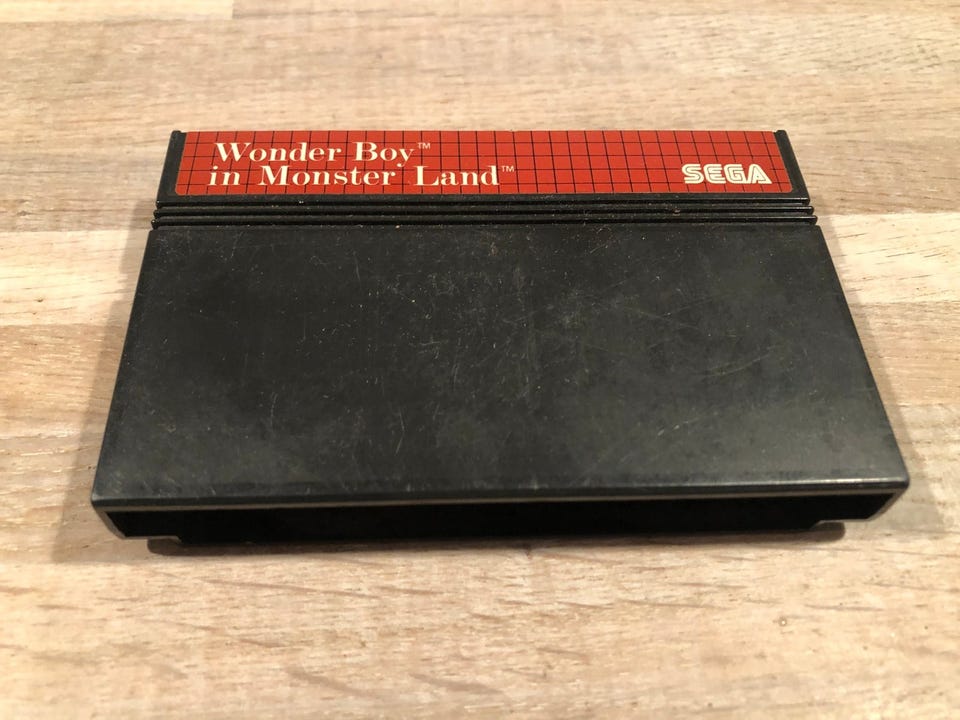 Wonder Boy™
in Monster Land™
SEGA